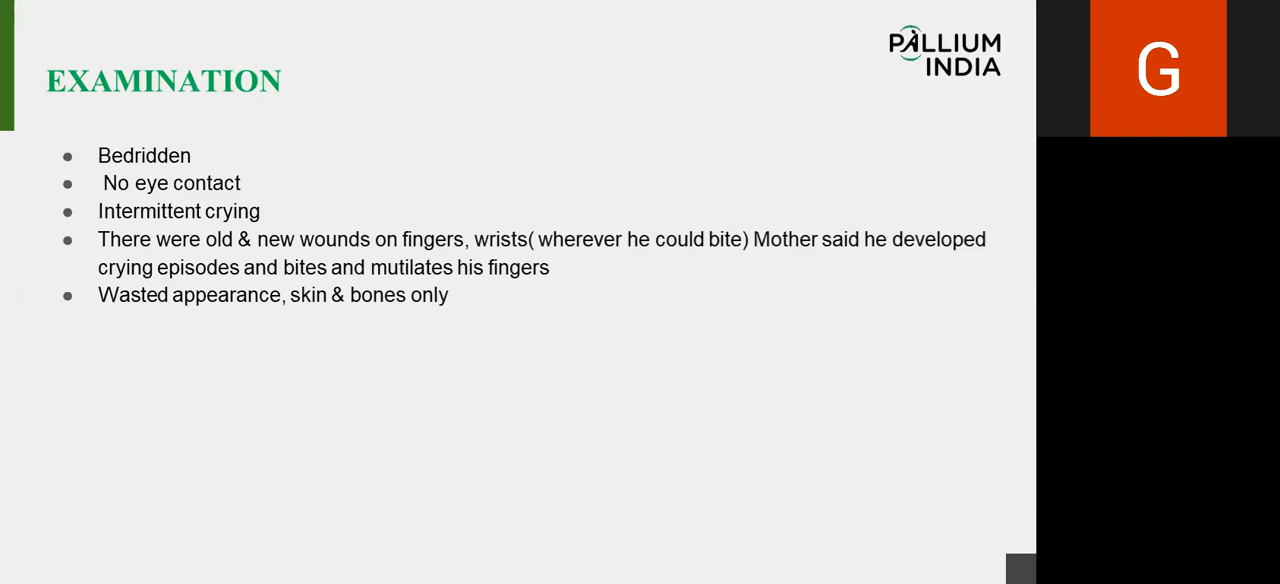 PALLIUM
INDIA
EXAMINATION
Bedridden
No eye contact
Intermittent crying
There were old & new wounds on fingers, wrists( wherever he could bite) Mother said he developed
crying episodes and bites and mutilates his fingers
Wasted appearance, skin & bones only
G